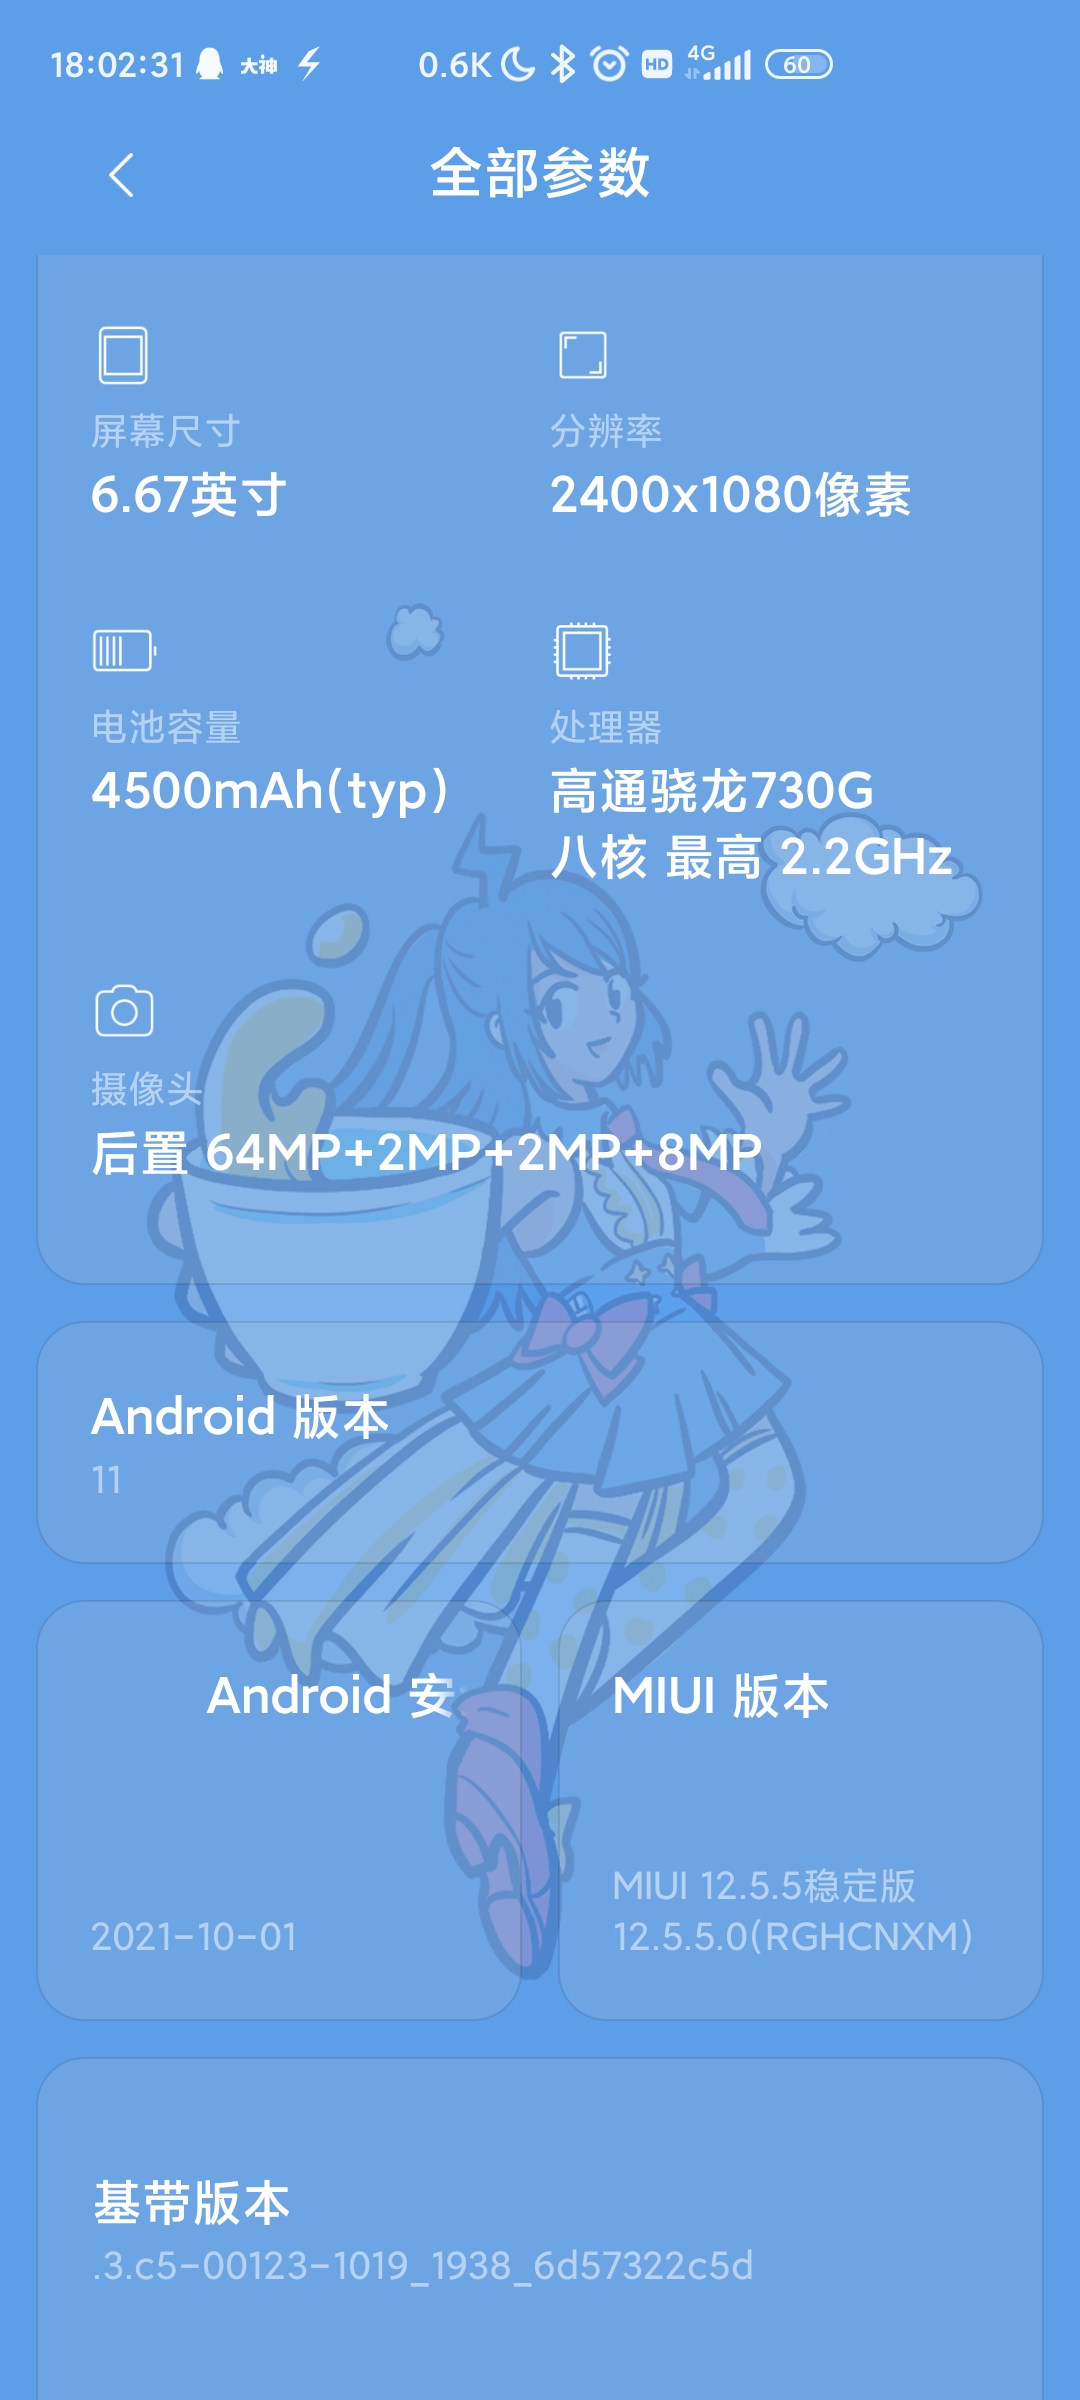 18:02:31 大神 0.6K HD 4G 60
全部参数
屏幕尺寸 分辨率
6.67英寸 2400x1080像素
电池容量 处理器
4500mAh(typ) 高通骁龙730G
八核 最高 2.2GHz
摄像头
后置 64MP+2MP+2MP+8MP
Android 版本
11
Android 安 MIUI 版本
MIUI 12.5.5稳定版
2021-10-01 12.5.5.0(RGHCNXM)
基带版本
.3.c5-00123-1019_1938_6d57322c5d